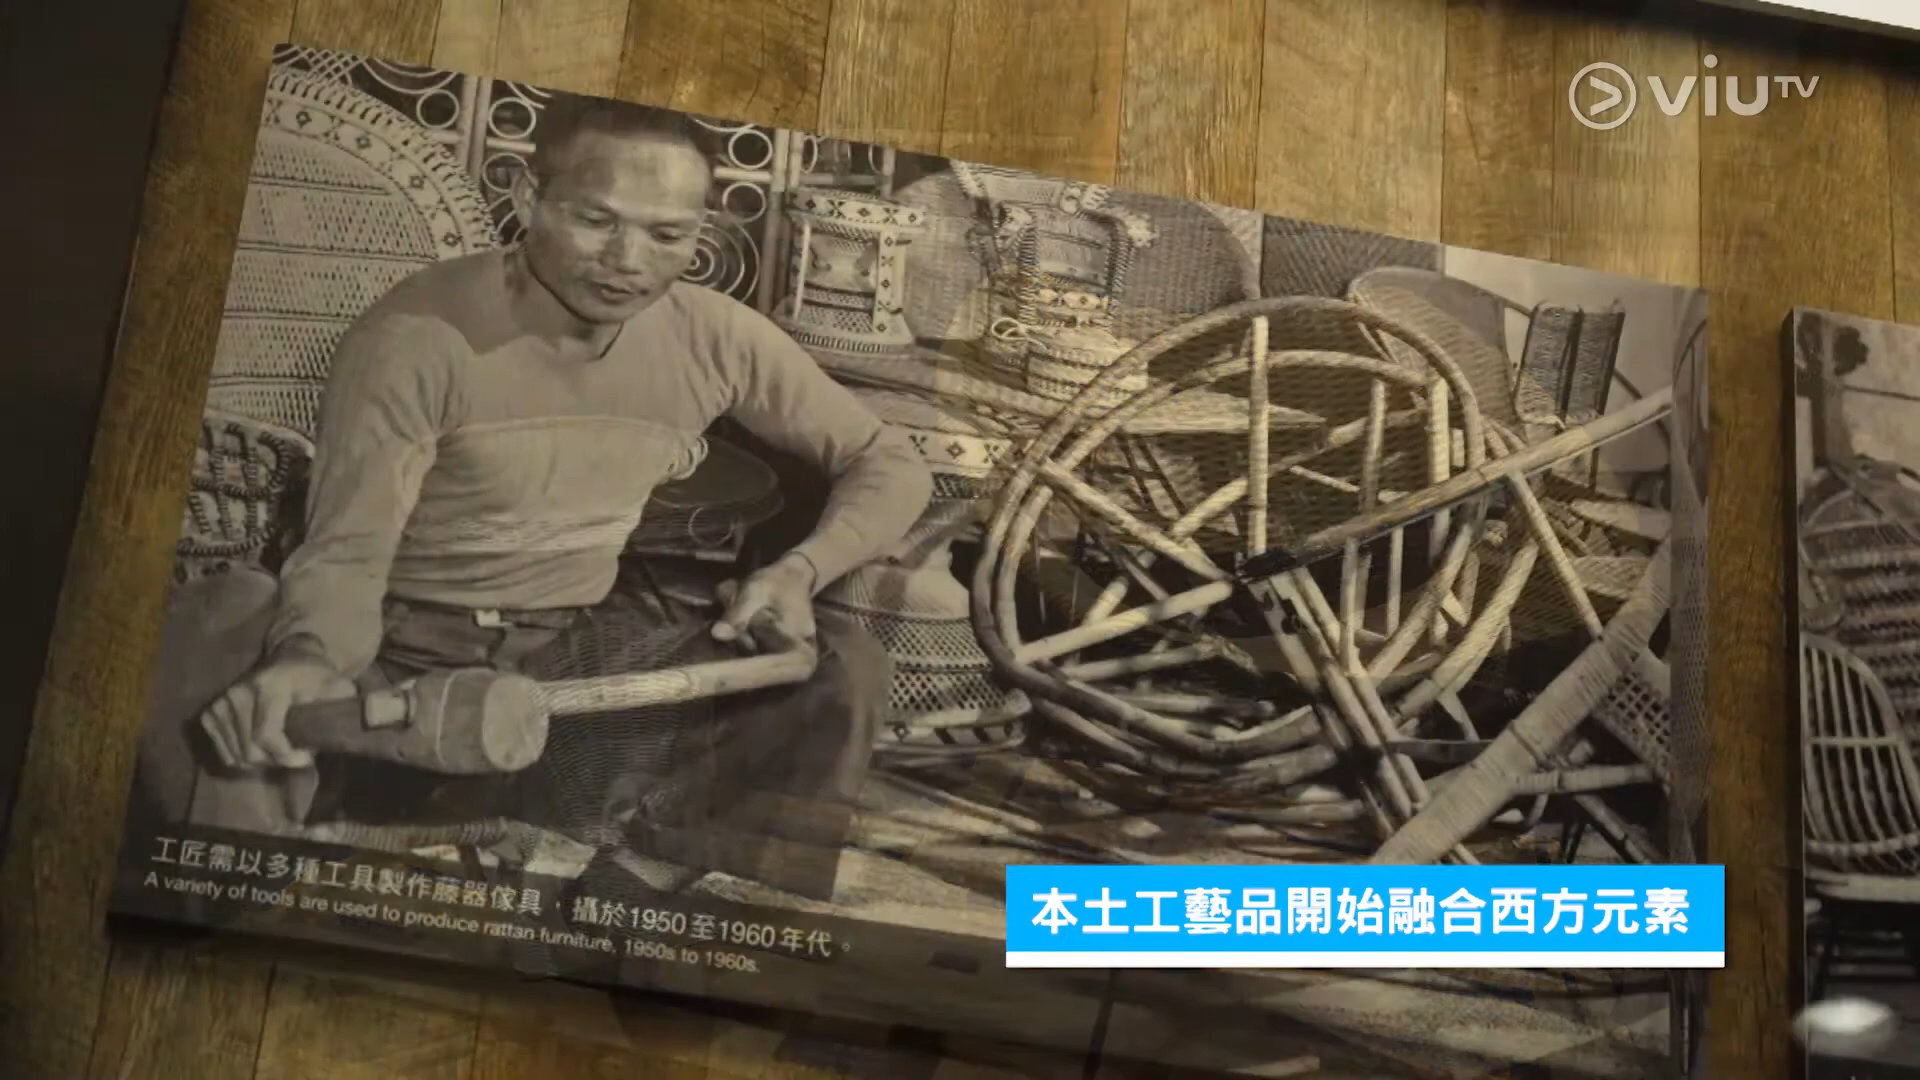 viuTV
工匠需以多種工具製作藤器傢具，攝於1950至1960年代。
A variety of tools are used to produce rattan furniture, 1950s to 1960s.
本土工藝品開始融合西方元素